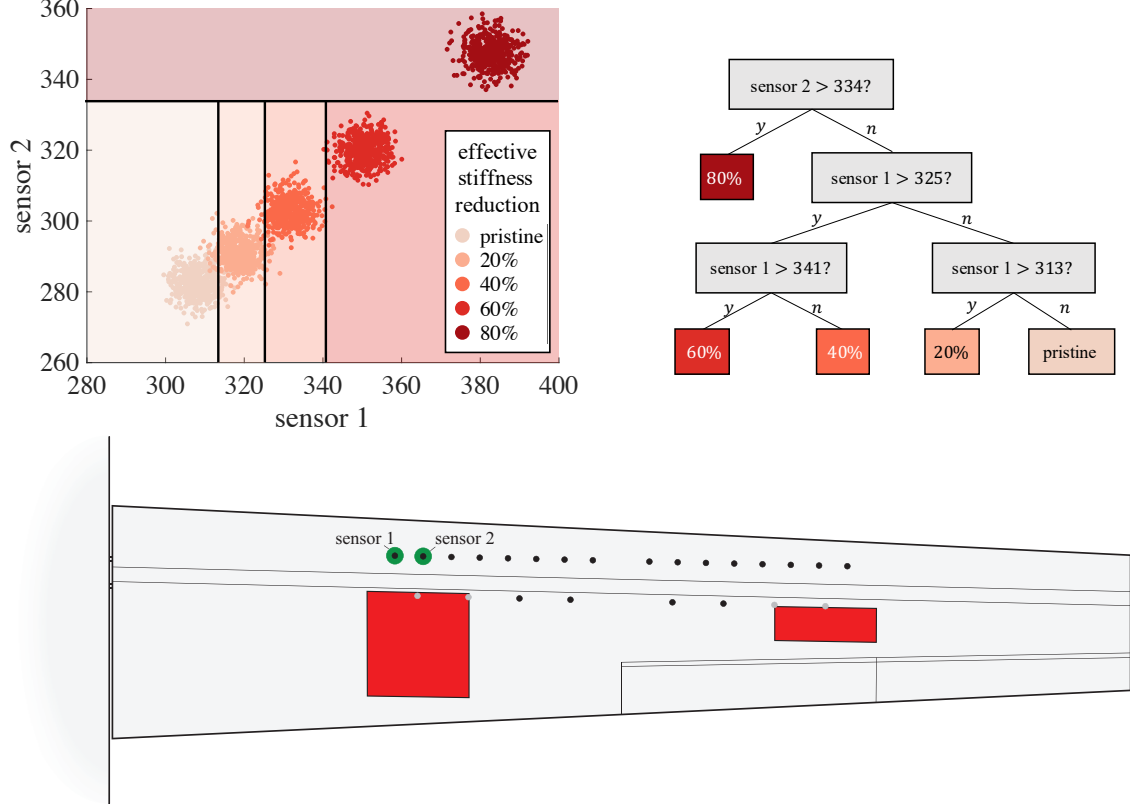 360
340
320
300
280
260
280
300
320
340
360
380
400
sensor 2
sensor 1
effective
stiffness
reduction
pristine
20%
40%
60%
80%
sensor 2 > 334?
y
n
80%
sensor 1 > 325?
y
n
sensor 1 > 341?
sensor 1 > 313?
y
n
y
n
60%
40%
20%
pristine
sensor 1
sensor 2